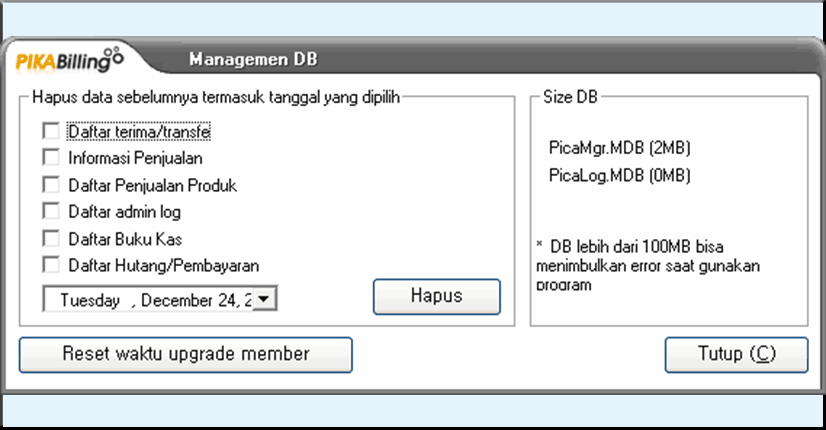 PIKABilling
Managemen DB
Hapus data sebelumnya termasuk tanggal yang dipilih
Daftar terima/transfe
Informasi Penjualan
Daftar Penjualan Produk
Daftar admin log
Daftar Buku Kas
Daftar Hutang/Pembayaran
Tuesday , December 24, 2
Hapus
Size DB
PicaMgr.MDB (2MB)
PicaLog.MDB (0MB)
* DB lebih dari 100MB bisa
menimbulkan error saat gunakan
program
Reset waktu upgrade member
Tutup (C)